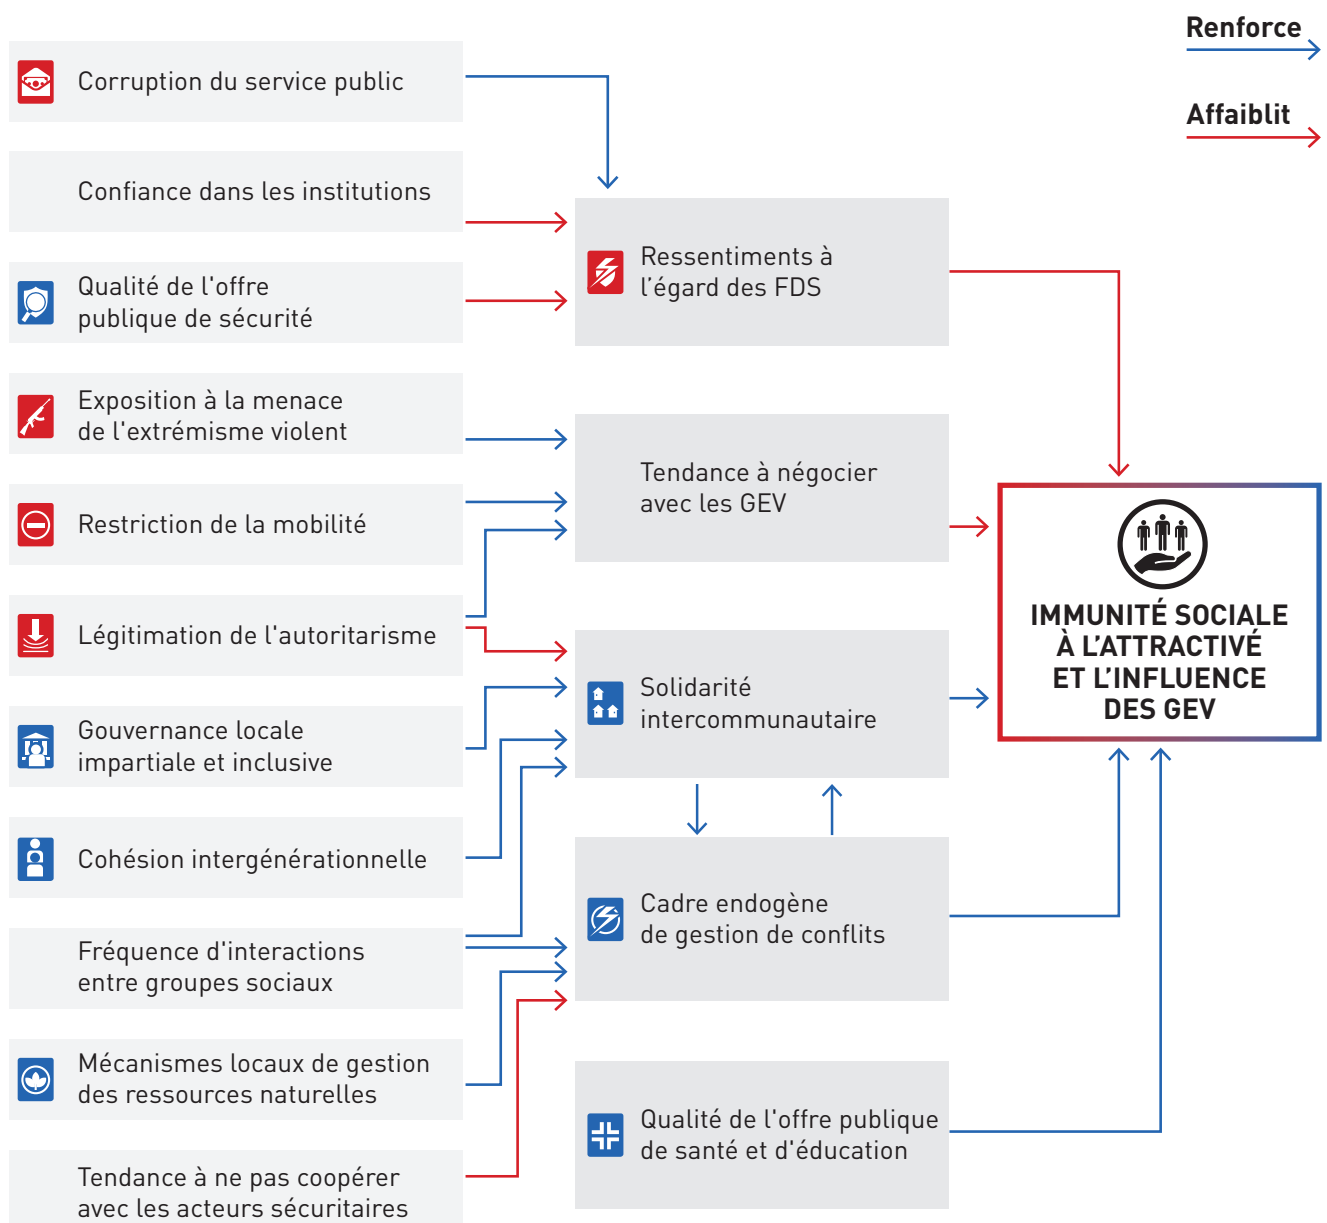 Renforce
Affaiblit
Corruption du service public
Confiance dans les institutions
Qualité de l'offre
publique de sécurité
Exposition à la menace
de l'extrémisme violent
Restriction de la mobilité
Légitimation de l'autoritarisme
Gouvernance locale
impartiale et inclusive
Cohésion intergénérationnelle
Fréquence d'interactions
entre groupes sociaux
Mécanismes locaux de gestion
des ressources naturelles
Tendance à ne pas coopérer
avec les acteurs sécuritaires
Ressentiments à
l’égard des FDS
Tendance à négocier
avec les GEV
Solidarité
intercommunautaire
Cadre endogène
de gestion de conflits
Qualité de l'offre publique
de santé et d'éducation
IMMUNITÉ SOCIALE
À L’ATTRACTIVÉ
ET L’INFLUENCE
DES GEV